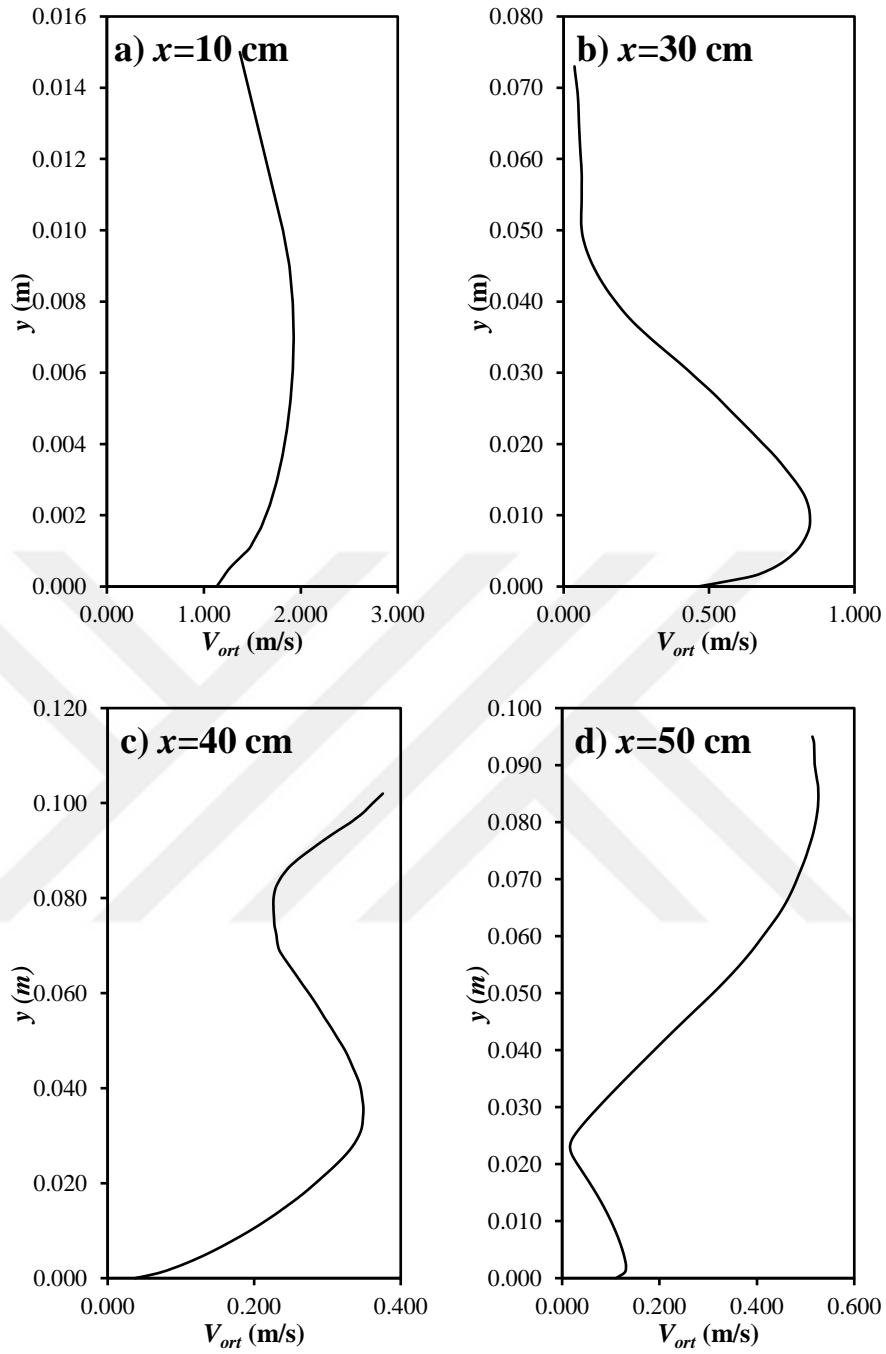 a) x=10 cm
0.016
0.014
0.012
0.010
0.008
0.006
0.004
0.002
0.000
y (m)
0.000 1.000 2.000 3.000
V_ort (m/s)
b) x=30 cm
0.080
0.070
0.060
0.050
0.040
0.030
0.020
0.010
0.000
y (m)
0.000 0.500 1.000
V_ort (m/s)
c) x=40 cm
0.120
0.100
0.080
0.060
0.040
0.020
0.000
y (m)
0.000 0.200 0.400
V_ort (m/s)
d) x=50 cm
0.100
0.090
0.080
0.070
0.060
0.050
0.040
0.030
0.020
0.010
0.000
y (m)
0.000 0.200 0.400 0.600
V_ort (m/s)